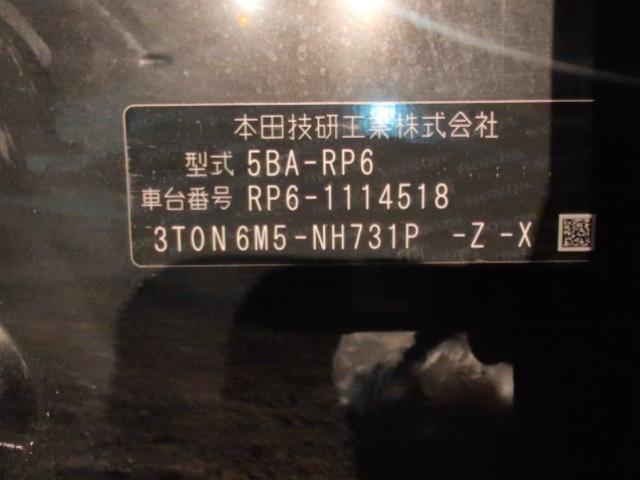 本田技研工業株式会社
型式 5BA-RP6
車台番号 RP6-1114518
3T0N6M5-NH731P -Z -X